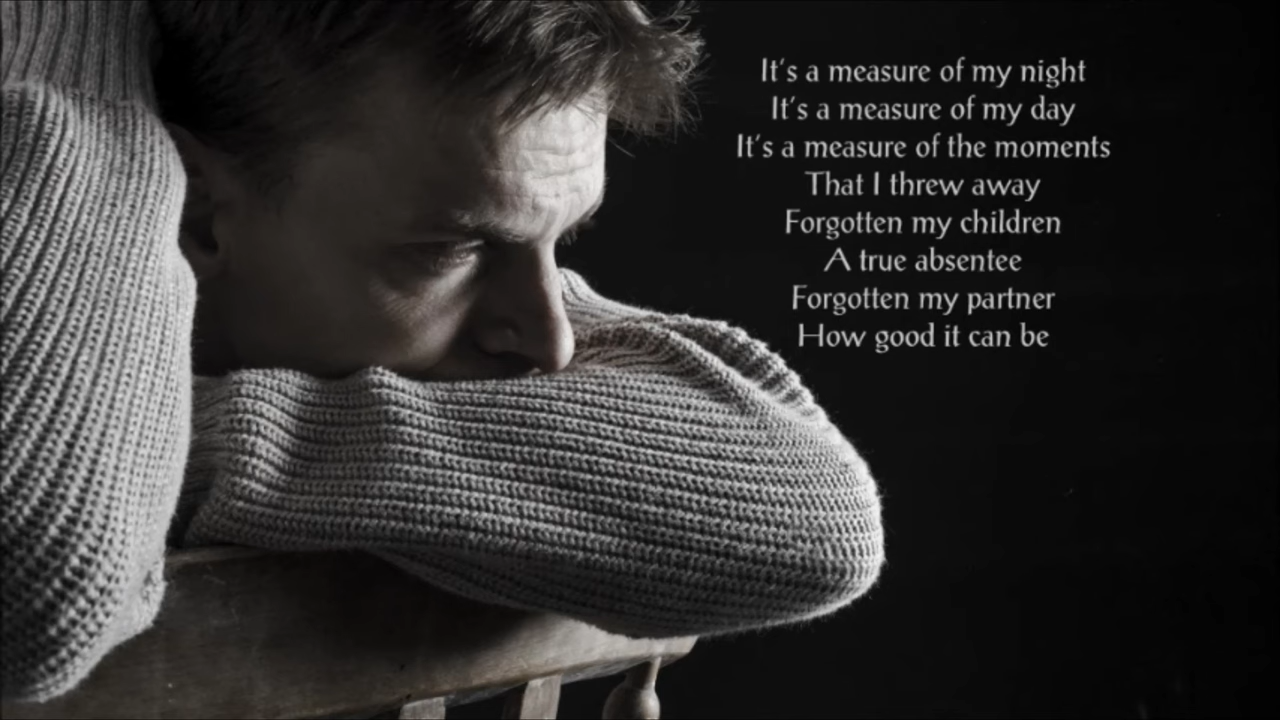 It's a measure of my night
It's a measure of my day
It's a measure of the moments
That I threw away
Forgotten my children
A true absentee
Forgotten my partner
How good it can be